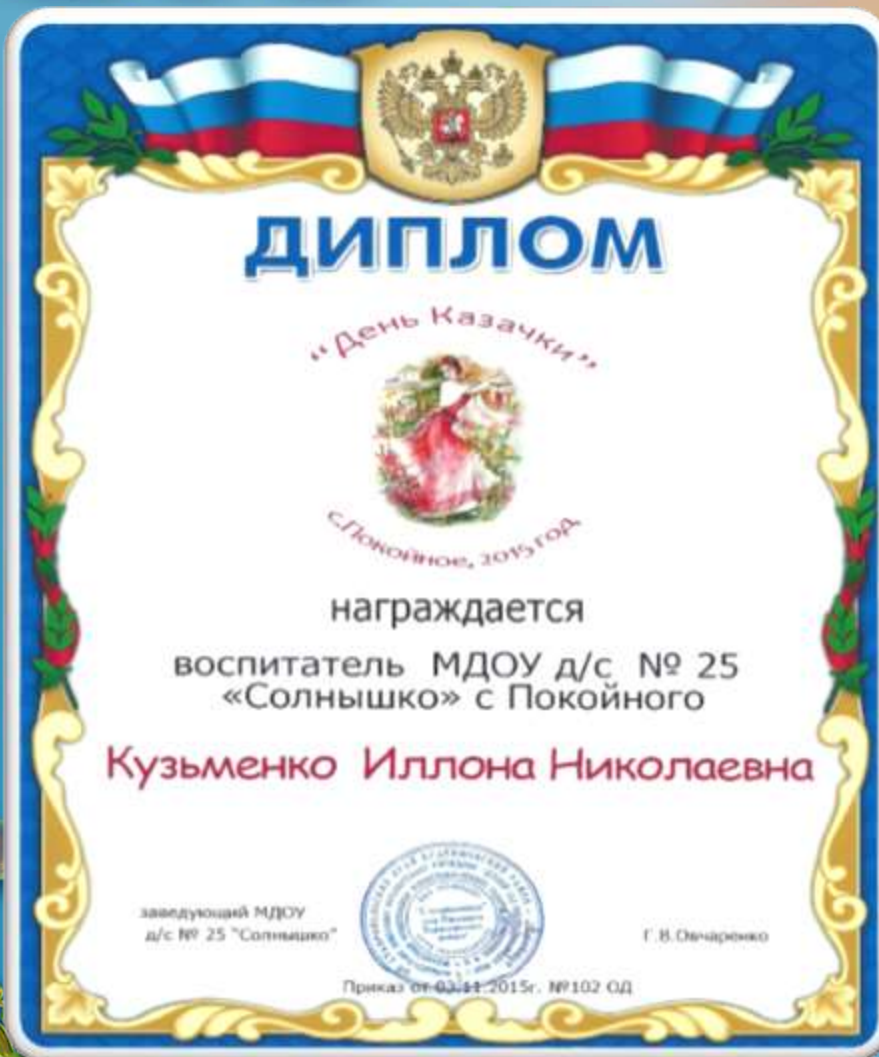 ДИПЛОМ
"День Казачки"
с.Покойное, 2015 год
награждается
воспитатель МДОУ д/с № 25
«Солнышко» с Покойного
Кузьменко Иллона Николаевна
заведующий МДОУ
д/с № 25 "Солнышко"
Г.В.Овчаренко
Приказ от 03.11.2015г. №102 ОД